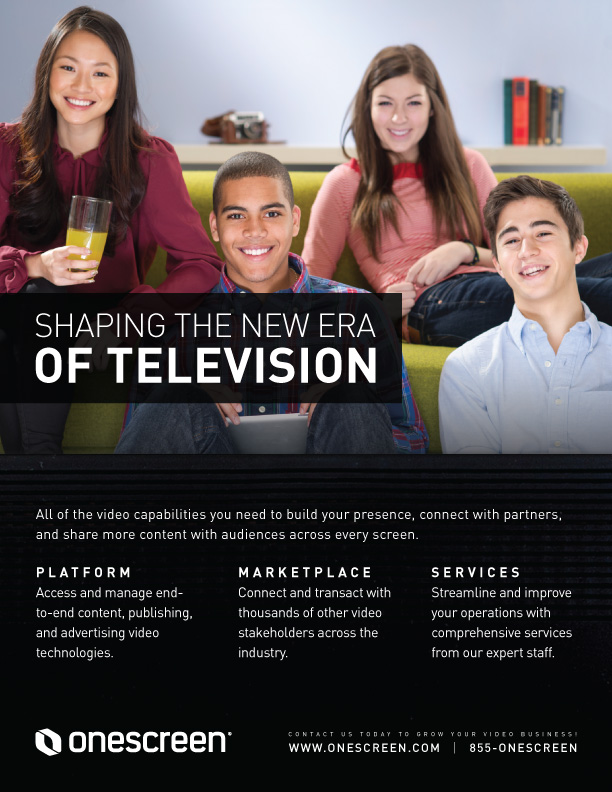 SHAPING THE NEW ERA
OF TELEVISION
All of the video capabilities you need to build your presence, connect with partners,
and share more content with audiences across every screen.
PLATFORM
Access and manage end-
to-end content, publishing,
and advertising video
technologies.
MARKETPLACE
Connect and transact with
thousands of other video
stakeholders across the
industry.
SERVICES
Streamline and improve
your operations with
comprehensive services
from our expert staff.
onescreen®
CONTACT US TODAY TO GROW YOUR VIDEO BUSINESS!
WWW.ONESCREEN.COM | 855-ONESCREEN